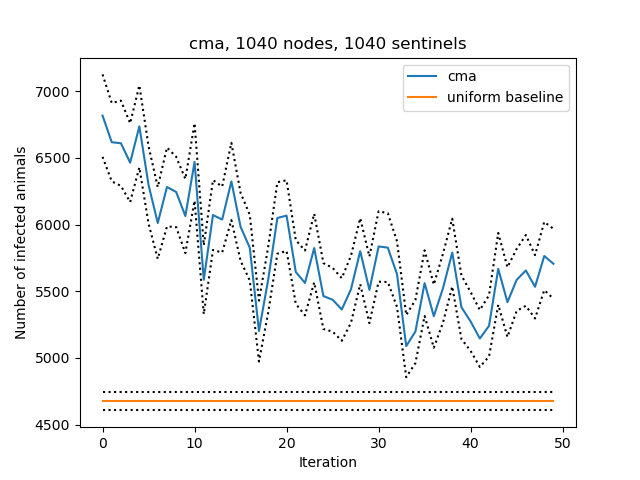 cma, 1040 nodes, 1040 sentinels
cma
uniform baseline
Number of infected animals
7000
6500
6000
5500
5000
4500
0
10
20
30
40
50
Iteration